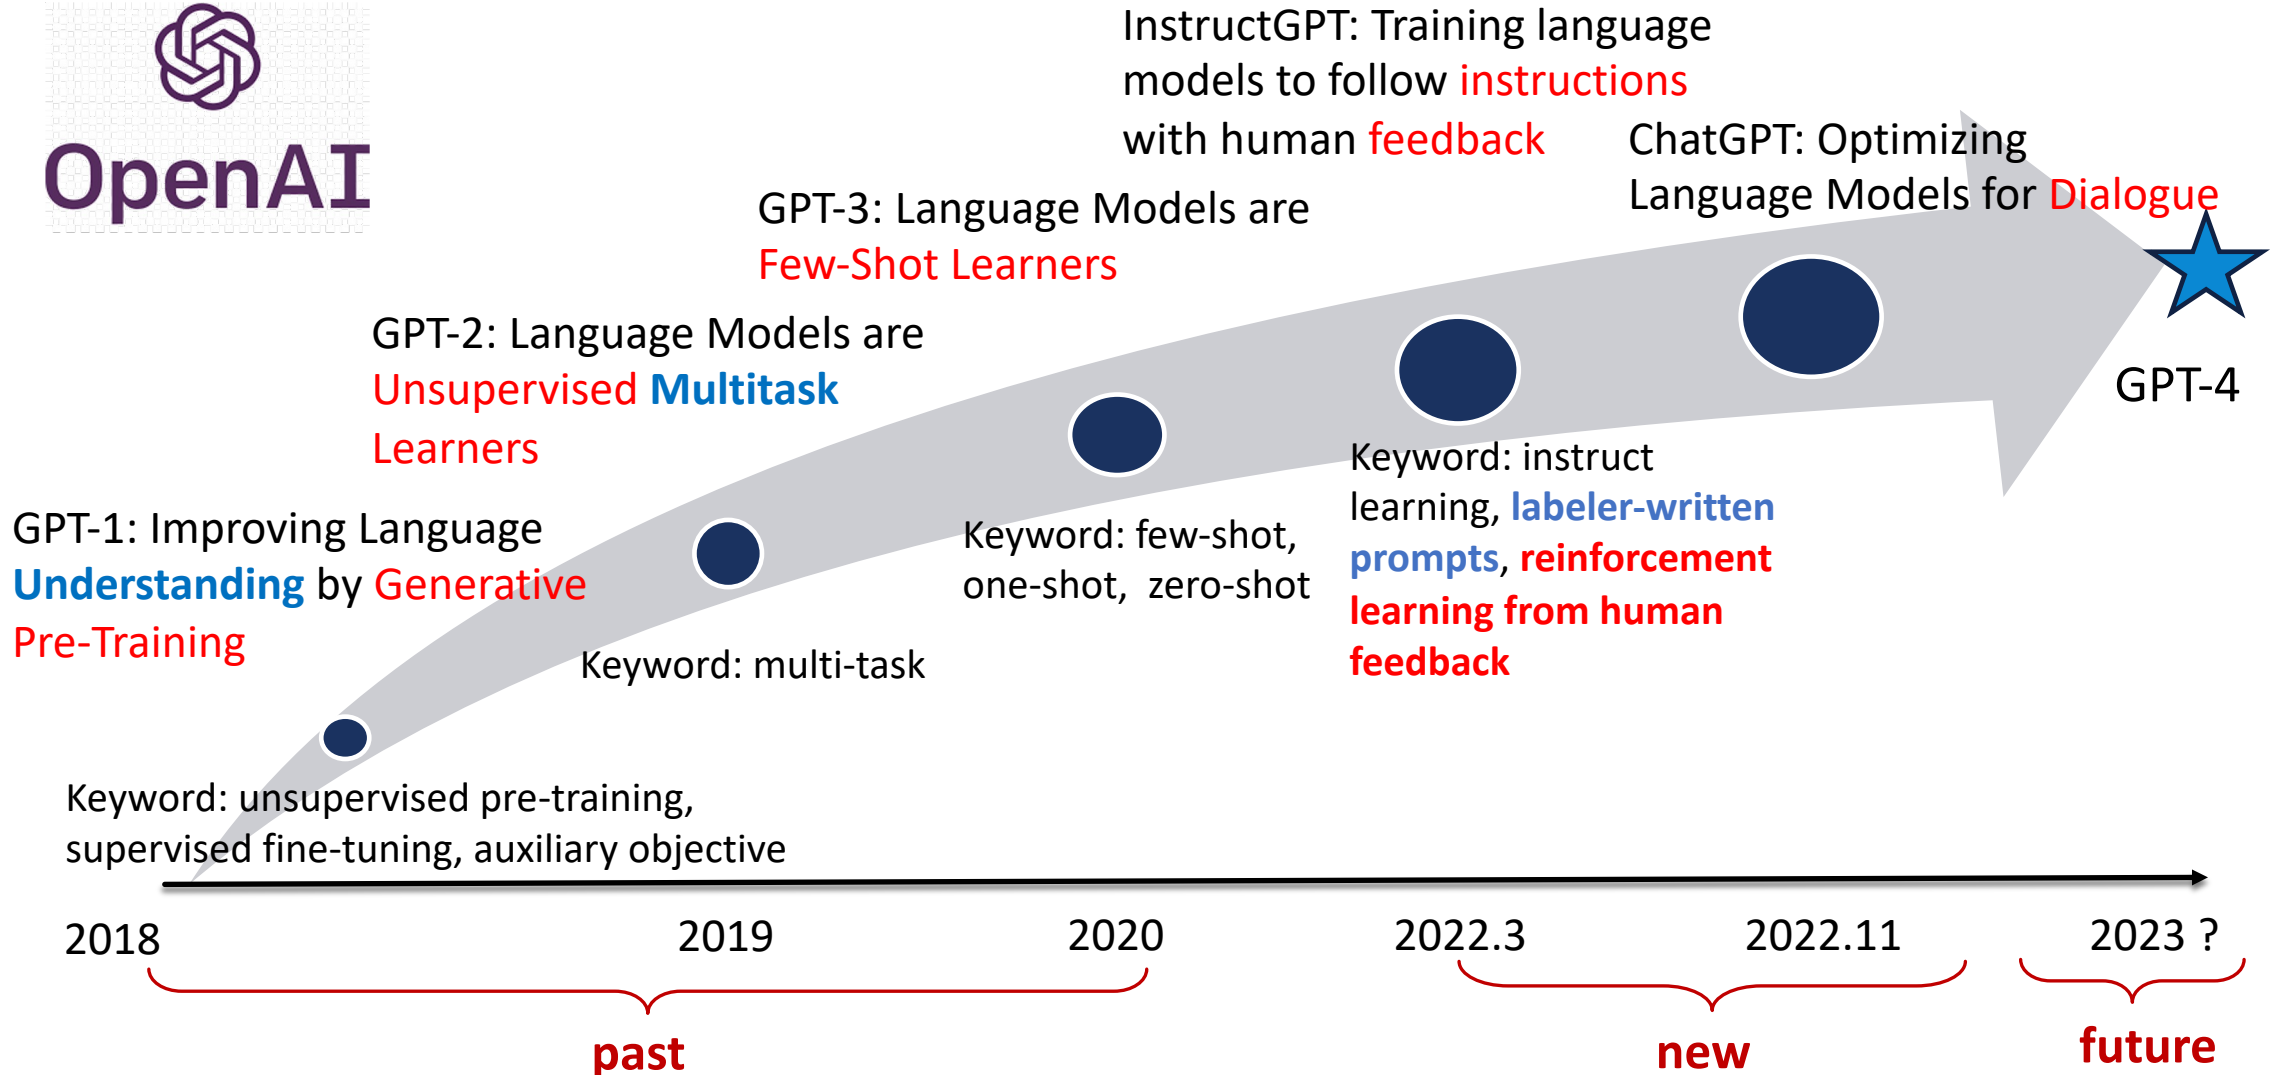 OpenAI
InstructGPT: Training language
models to follow instructions
with human feedback
ChatGPT: Optimizing
Language Models for Dialogue
GPT-3: Language Models are
Few-Shot Learners
GPT-2: Language Models are
Unsupervised Multitask
Learners
GPT-4
GPT-1: Improving Language
Understanding by Generative
Pre-Training
Keyword: instruct
learning, labeler-written
prompts, reinforcement
learning from human
feedback
Keyword: few-shot,
one-shot, zero-shot
Keyword: multi-task
Keyword: unsupervised pre-training,
supervised fine-tuning, auxiliary objective
2018
2019
2020
2022.3
2022.11
2023 ?
past
new
future